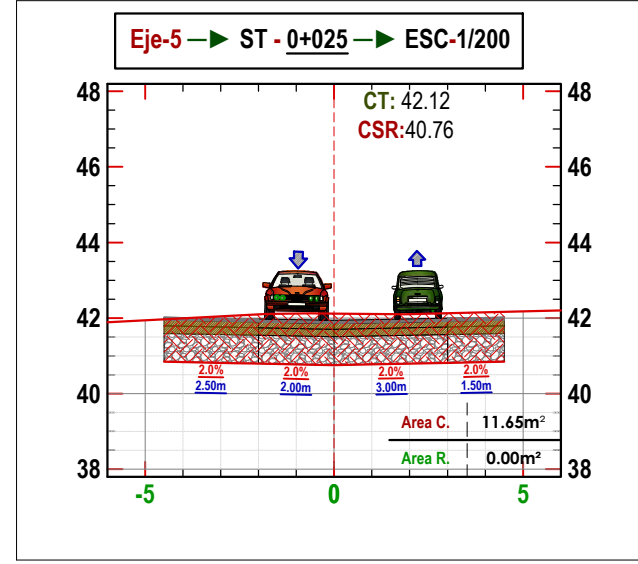 Eje-5 ─► ST - 0+025 ─► ESC-1/200
CT: 42.12
CSR:40.76
48 48
46 46
44 44
42 42
40 40
38 38
2.0% 2.0% 2.0% 2.0%
2.50m 2.00m 3.00m 1.50m
Area C. 11.65m²
Area R. 0.00m²
-5 0 5